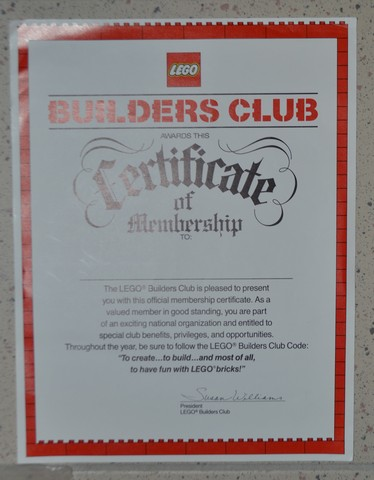 LEGO
BUILDERS CLUB
AWARDS THIS
Certificate
of
Membership
TO:
The LEGO® Builders Club is pleased to present
you with this official membership certificate. As a
valued member in good standing, you are part
of an exciting national organization and entitled to
special club benefits, privileges, and opportunities.
Throughout the year, be sure to follow the LEGO® Builders Club Code:
"To create...to build...and most of all,
to have fun with LEGO® bricks!"
Susan Williams
President
LEGO® Builders Club